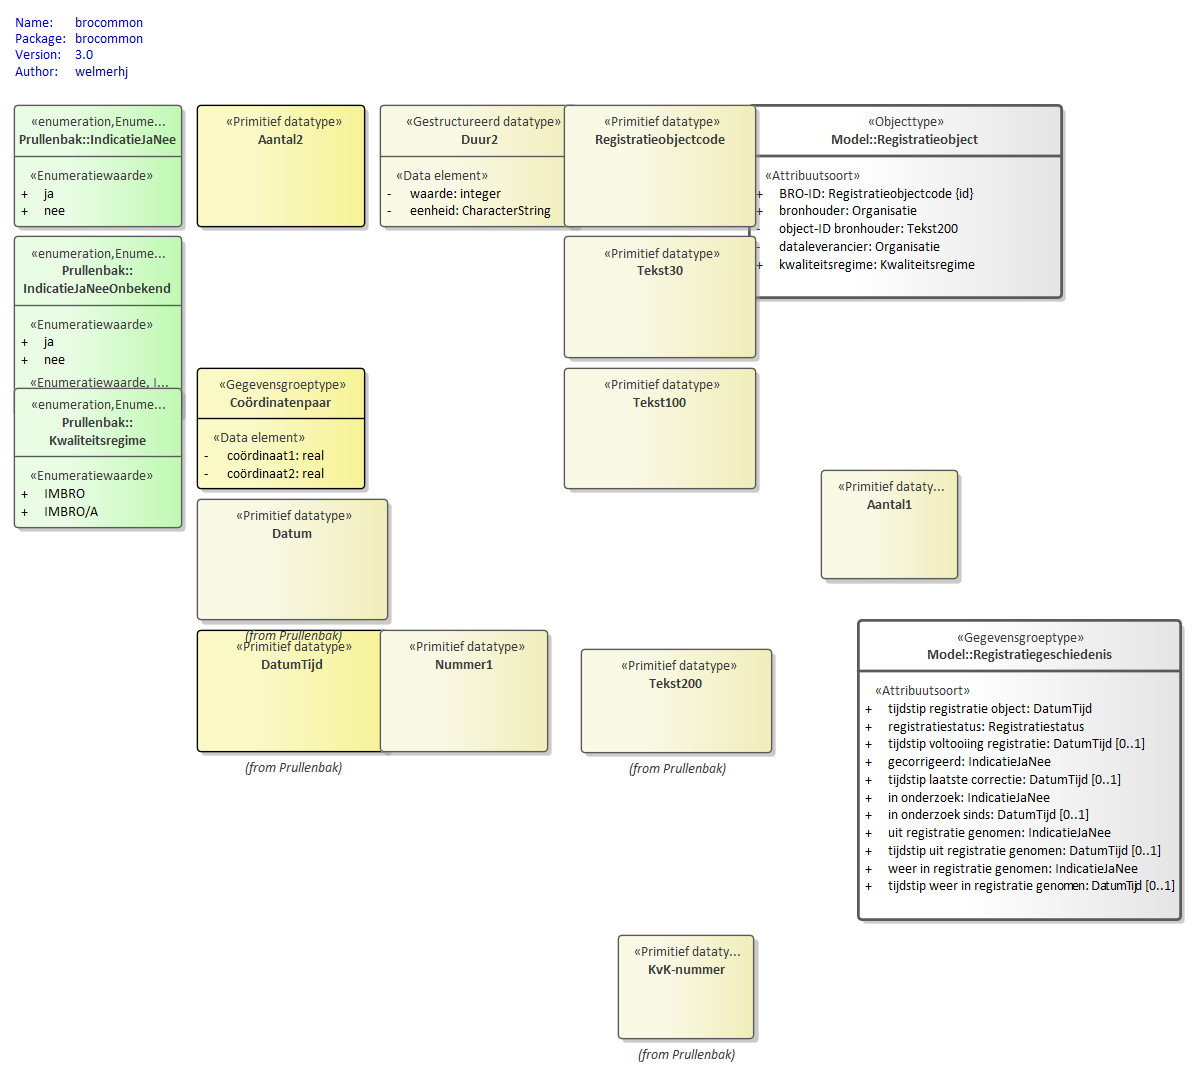 Name: brocommon
Package: brocommon
Version: 3.0
Author: welmerhj
«enumeration,Enume...
Prullenbak::IndicatieJaNee
«Enumeratiewaarde»
+ ja
+ nee
«Primitief datatype»
Aantal2
«Gestructureerd datatype»
Duur2
«Data element»
- waarde: integer
- eenheid: CharacterString
«Primitief datatype»
Registratieobjectcode
«Objecttype»
Model::Registratieobject
«Attribuutsoort»
+ BRO-ID: Registratieobjectcode {id}
+ bronhouder: Organisatie
- object-ID bronhouder: Tekst200
- dataleverancier: Organisatie
+ kwaliteitsregime: Kwaliteitsregime
«enumeration,Enume...
Prullenbak::
IndicatieJaNeeOnbekend
«Enumeratiewaarde»
+ ja
+ nee
«Enumeratiewaarde, I...
«Primitief datatype»
Tekst30
«enumeration,Enume...
Prullenbak::
Kwaliteitsregime
«Enumeratiewaarde»
+ IMBRO
+ IMBRO/A
«Gegevensgroeptype»
Coördinatenpaar
«Data element»
- coördinaat1: real
- coördinaat2: real
«Primitief datatype»
Tekst100
«Primitief dataty...
Aantal1
«Primitief datatype»
Datum
(from Prullenbak)
«Primitief datatype»
DatumTijd
(from Prullenbak)
«Primitief datatype»
Nummer1
«Primitief datatype»
Tekst200
(from Prullenbak)
«Gegevensgroeptype»
Model::Registratiegeschiedenis
«Attribuutsoort»
+ tijdstip registratie object: DatumTijd
+ registratiestatus: Registratiestatus
+ tijdstip voltooiing registratie: DatumTijd [0..1]
+ gecorrigeerd: IndicatieJaNee
+ tijdstip laatste correctie: DatumTijd [0..1]
+ in onderzoek: IndicatieJaNee
+ in onderzoek sinds: DatumTijd [0..1]
+ uit registratie genomen: IndicatieJaNee
+ tijdstip uit registratie genomen: DatumTijd [0..1]
+ weer in registratie genomen: IndicatieJaNee
+ tijdstip weer in registratie genomen: DatumTijd [0..1]
«Primitief dataty...
KvK-nummer
(from Prullenbak)